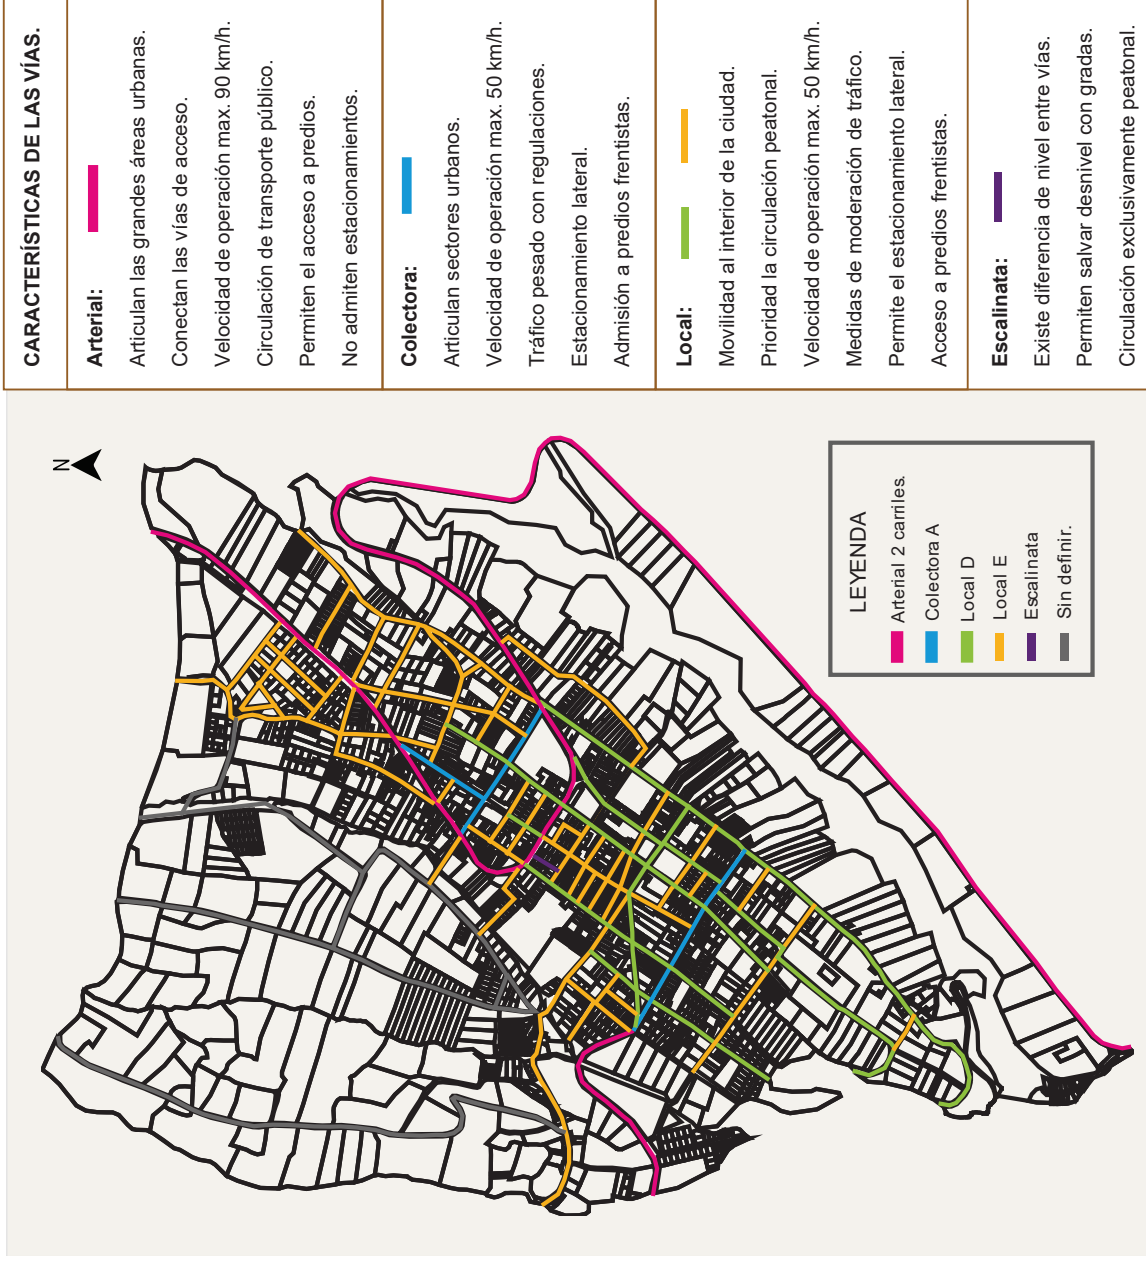 CARACTERÍSTICAS DE LAS VÍAS.
Arterial:
Articulan las grandes áreas urbanas.
Conectan las vías de acceso.
Velocidad de operación max. 90 km/h.
Circulación de transporte público.
Permiten el acceso a predios.
No admiten estacionamientos.
Colectora:
Articulan sectores urbanos.
Velocidad de operación max. 50 km/h.
Tráfico pesado con regulaciones.
Estacionamiento lateral.
Admisión a predios frentistas.
Local:
Movilidad al interior de la ciudad.
Prioridad la circulación peatonal.
Velocidad de operación max. 50 km/h.
Medidas de moderación de tráfico.
Permite el estacionamiento lateral.
Acceso a predios frentistas.
Escalinata:
Existe diferencia de nivel entre vías.
Permiten salvar desnivel con gradas.
Circulación exclusivamente peatonal.
N
LEYENDA
Arterial 2 carriles.
Colectora A
Local D
Local E
Escalinata
Sin definir.